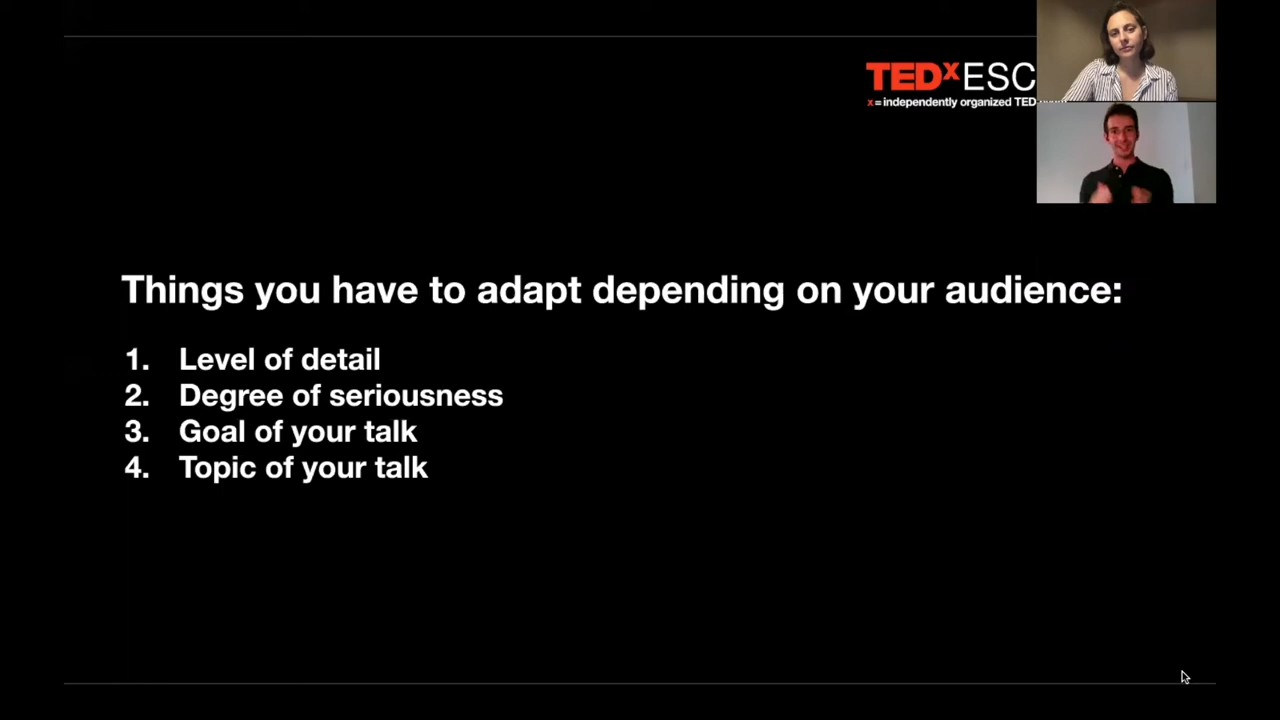 TEDxESC
x = independently organized TED
Things you have to adapt depending on your audience:
1. Level of detail
2. Degree of seriousness
3. Goal of your talk
4. Topic of your talk